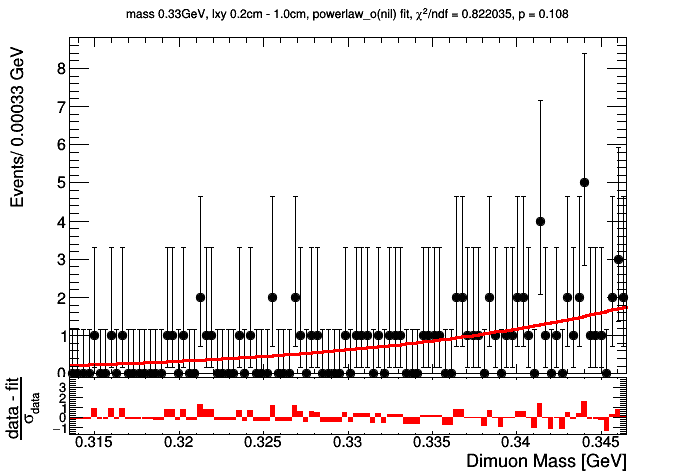 mass 0.33GeV, lxy 0.2cm - 1.0cm, powerlaw_o(nil) fit, χ²/ndf = 0.822035, p = 0.108
Events/ 0.00033 GeV
8
7
6
5
4
3
2
1
0
data - fit
σdata
3
2
1
0
−1
0.315 0.32 0.325 0.33 0.335 0.34 0.345
Dimuon Mass [GeV]